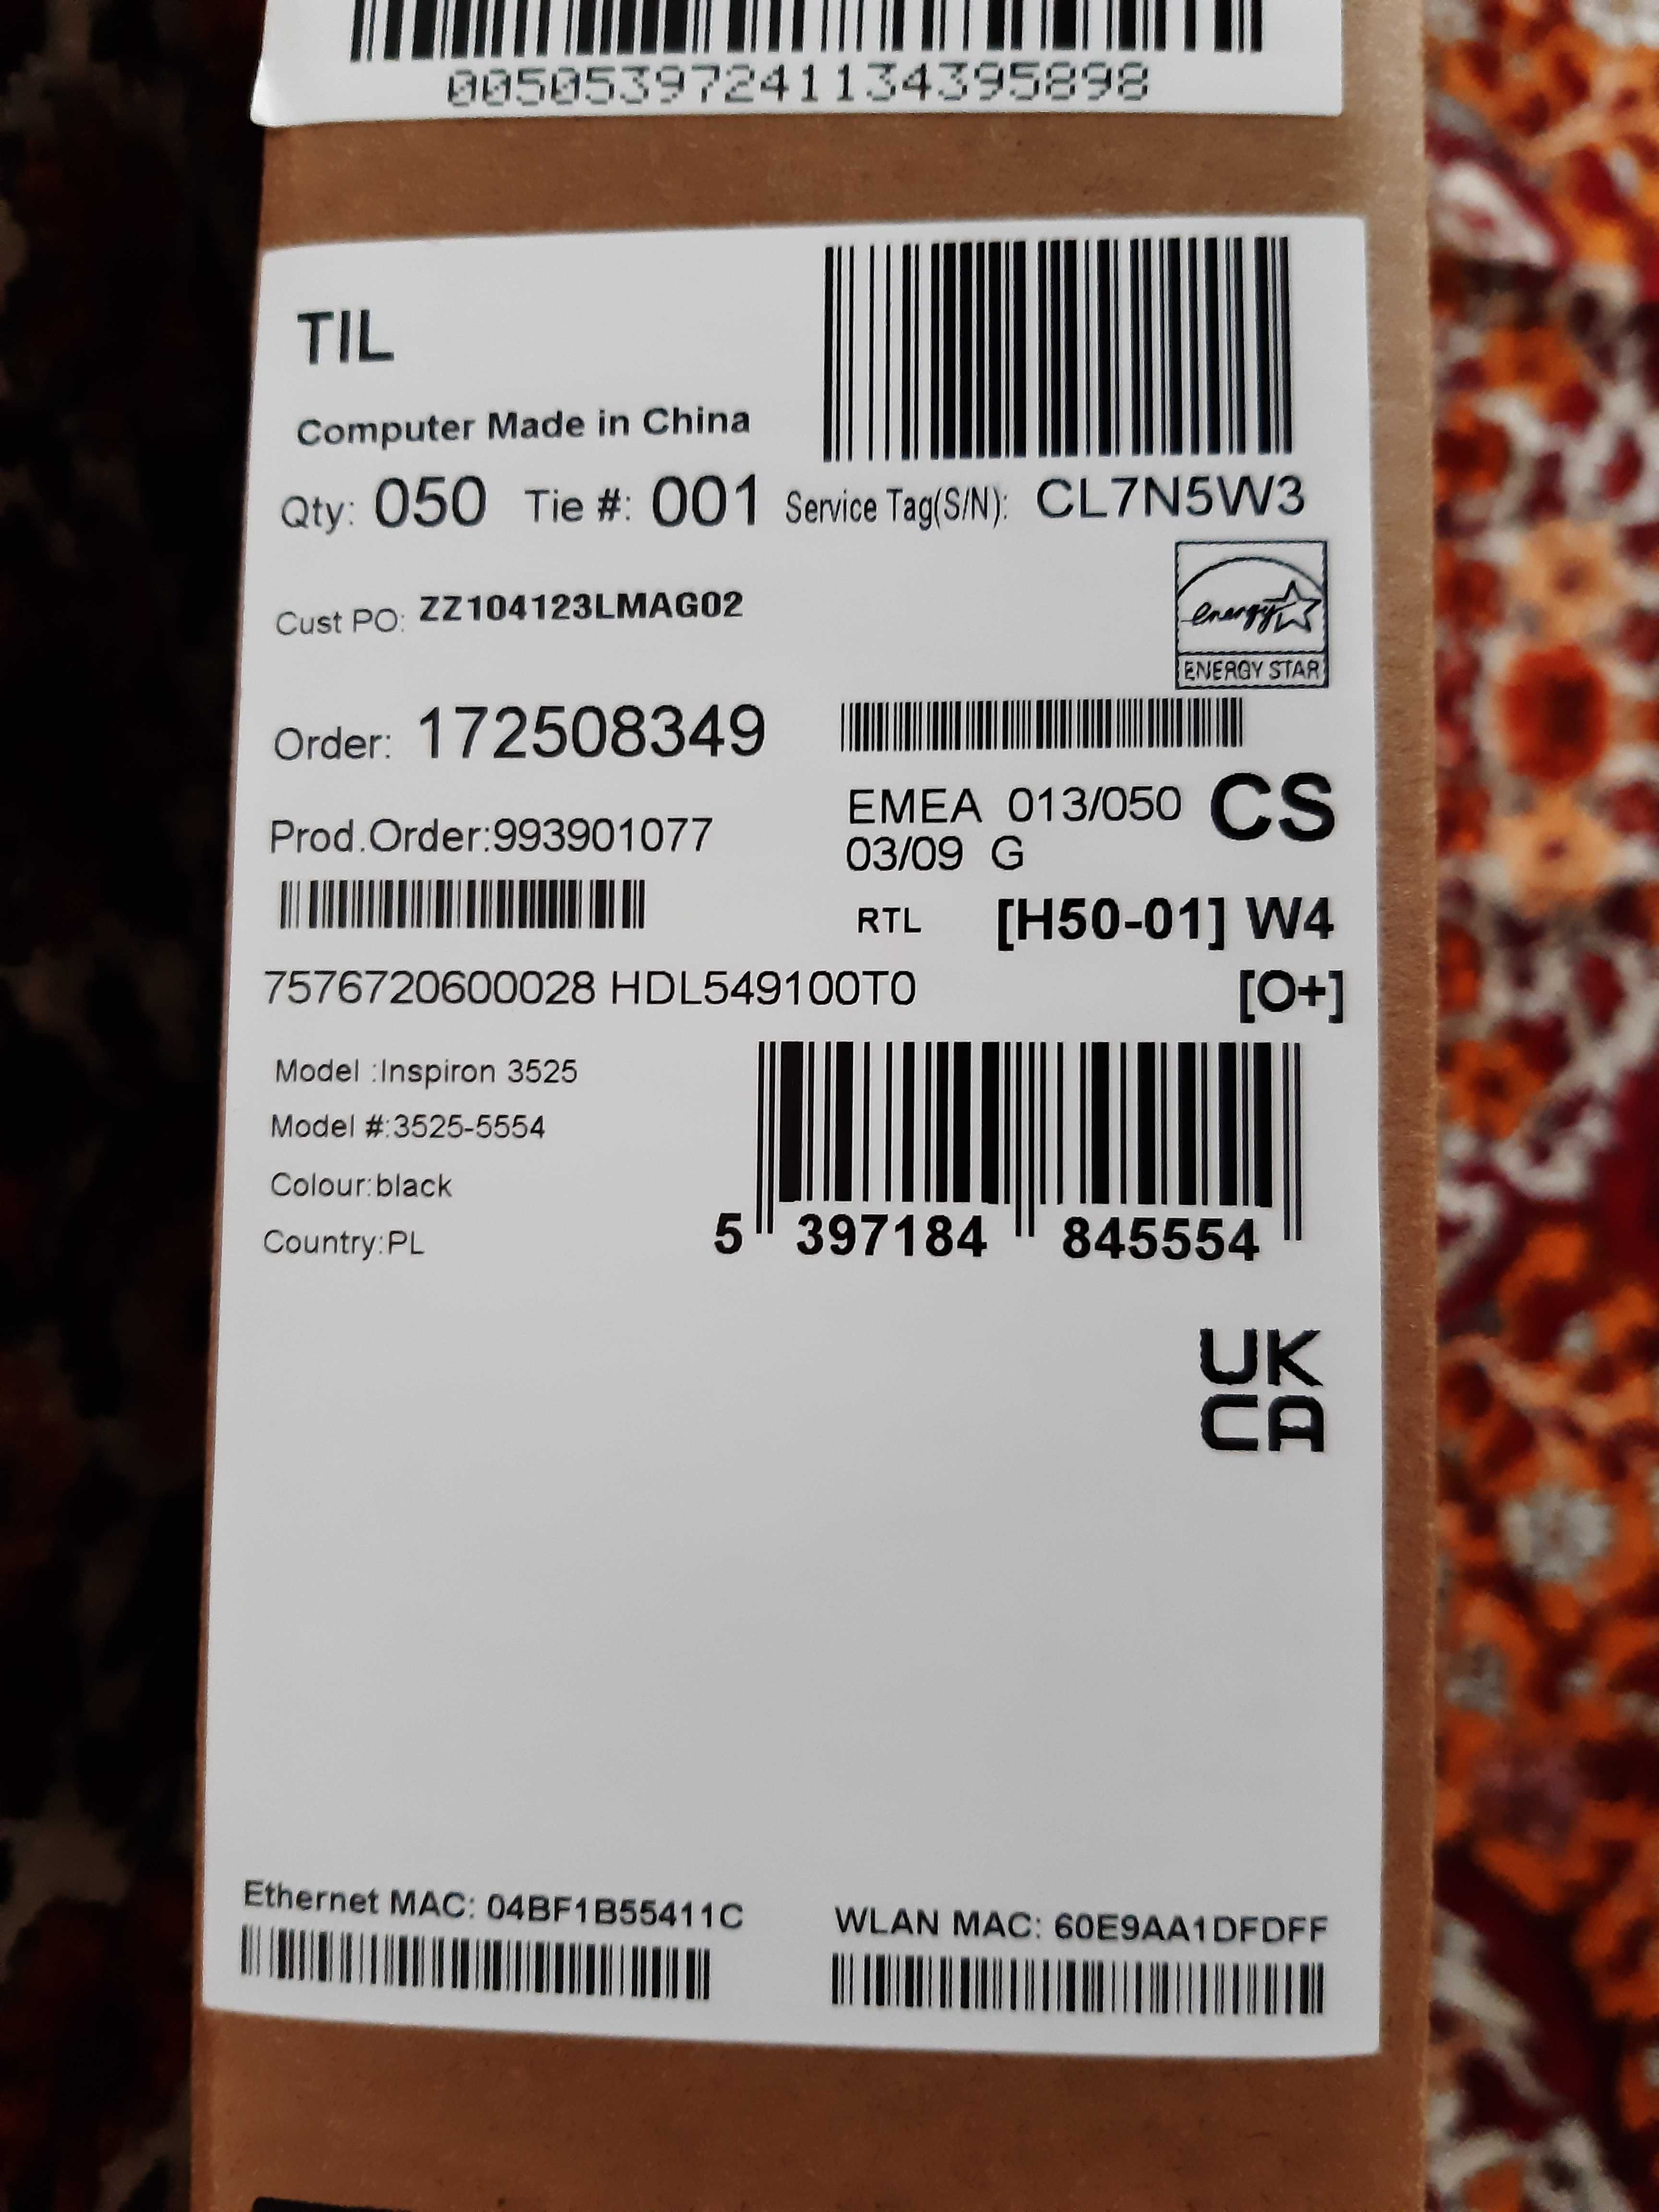 00505397241134395898
TIL
Computer Made in China
Qty: 050 Tie #: 001 Service Tag(S/N): CL7N5W3
Cust PO: ZZ104123LMAG02
energy
ENERGY STAR
Order: 172508349
EMEA 013/050 CS
Prod.Order:993901077
03/09 G
RTL [H50-01] W4
7576720600028 HDL549100T0 [O+]
Model :Inspiron 3525
Model #:3525-5554
Colour:black
Country:PL
5 397184 845554
UK
CA
Ethernet MAC: 04BF1B55411C
WLAN MAC: 60E9AA1DFDFF